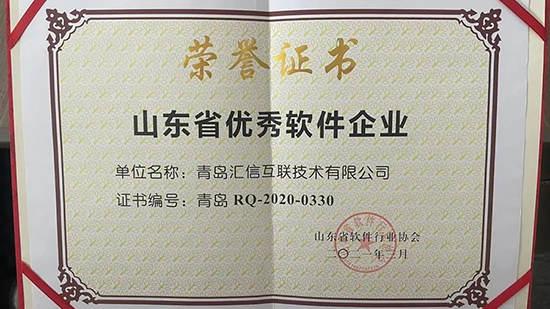 荣誉证书
山东省优秀软件企业
单位名称：青岛汇信互联技术有限公司
证书编号：青岛 RQ-2020-0330
山东省软件行业协会
二〇二一年三月